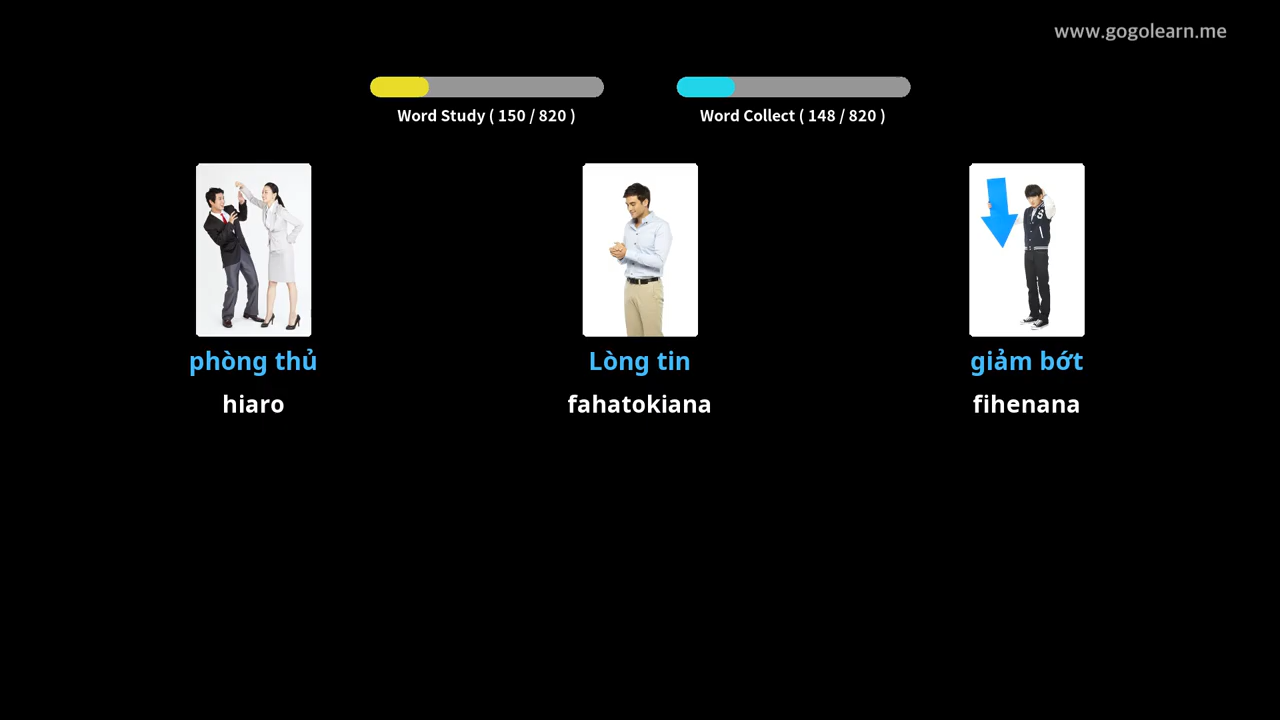 www.gogolearn.me
Word Study ( 150 / 820 )
Word Collect ( 148 / 820 )
phòng thủ
hiaro
Lòng tin
fahatokiana
giảm bớt
fihenana